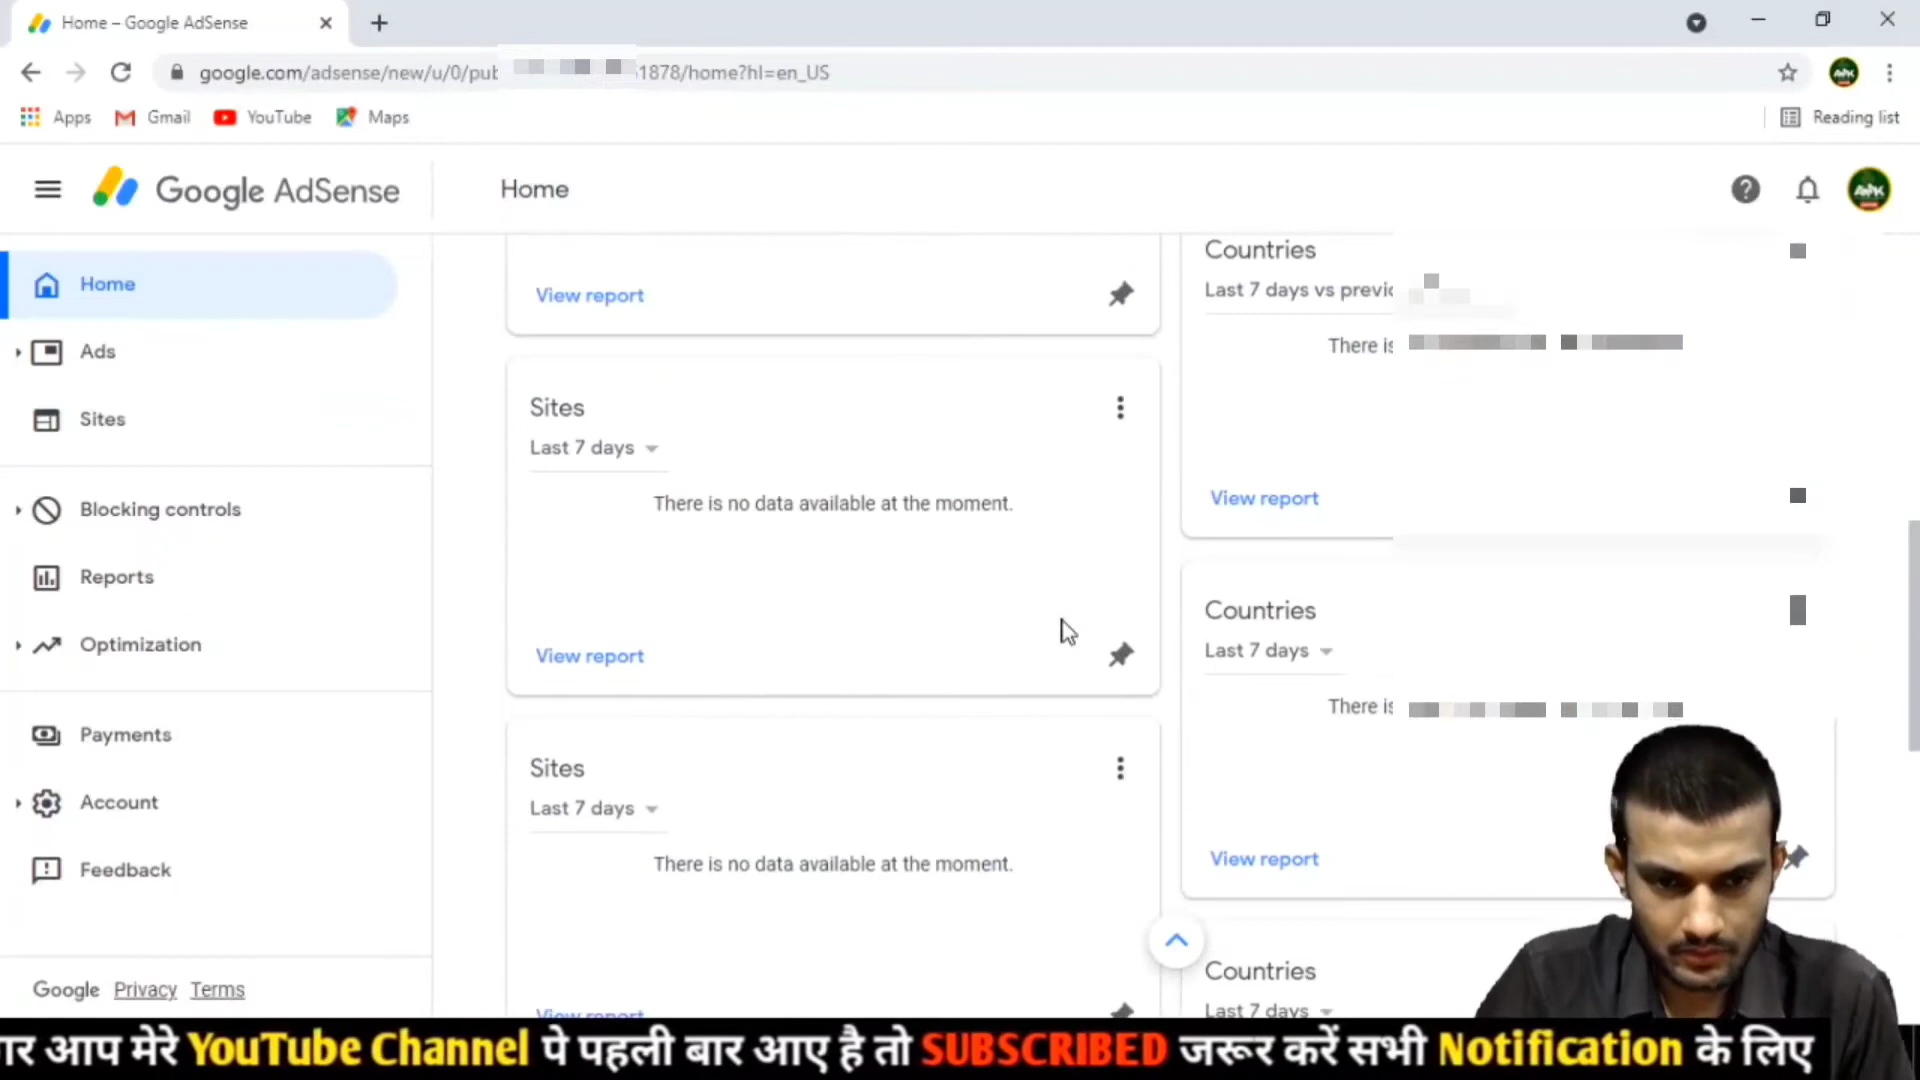 Home – Google AdSense
google.com/adsense/new/u/0/pub 1878/home?hl=en_US
Apps Gmail YouTube Maps Reading list
Google AdSense
Home
Home
Ads
Sites
Blocking controls
Reports
Optimization
Payments
Account
Feedback
Google Privacy Terms
View report
Sites
Last 7 days
There is no data available at the moment.
View report
Sites
Last 7 days
There is no data available at the moment.
View report
Countries
Last 7 days vs previo
There is
View report
Countries
Last 7 days
There is
View report
Countries
Last 7 days
आप मेरे YouTube Channel पे पहली बार आए है तो SUBSCRIBED जरूर करें सभी Notification के लिए